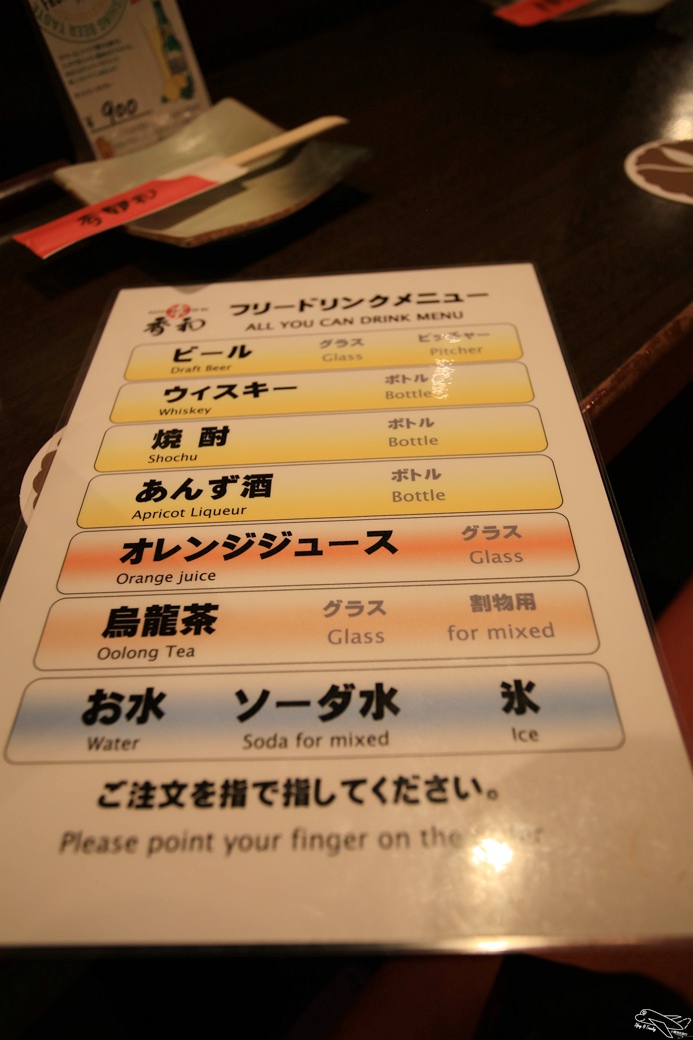 ¥900
秀和
フリードリンクメニュー
ALL YOU CAN DRINK MENU
ビール グラス ピッチャー
Draft Beer Glass Pitcher
ウィスキー ボトル
Whiskey Bottle
焼酎 ボトル
Shochu Bottle
あんず酒 ボトル
Apricot Liqueur Bottle
オレンジジュース グラス
Orange juice Glass
烏龍茶 グラス 割物用
Oolong Tea Glass for mixed
お水 ソーダ水 氷
Water Soda for mixed Ice
ご注文を指で指してください。
Please point your finger on the